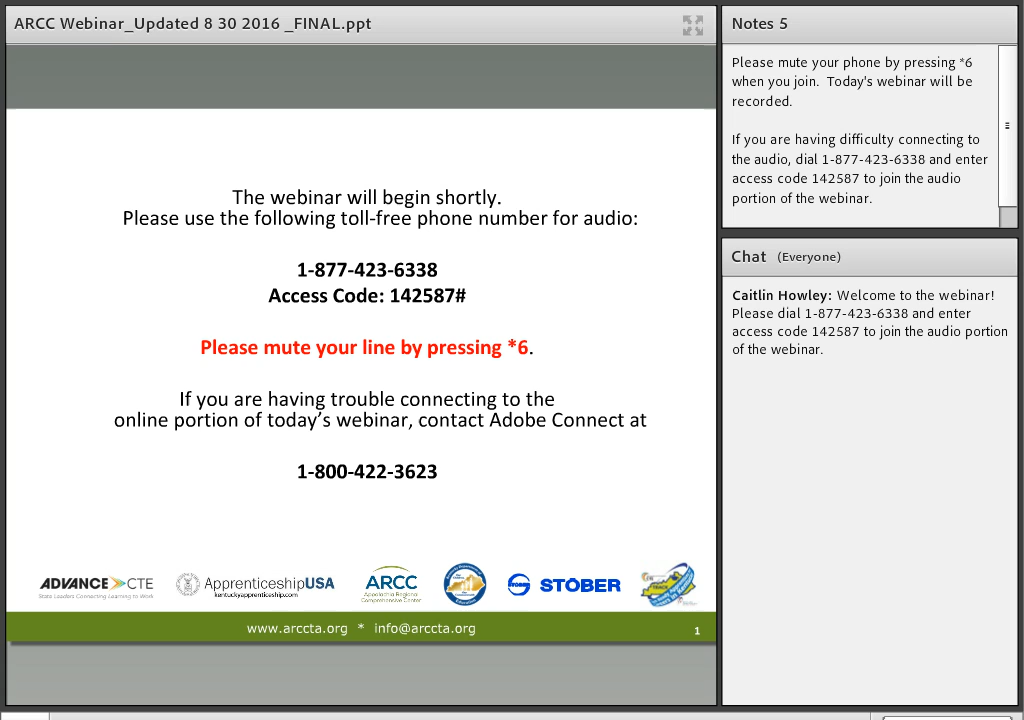 ARCC Webinar_Updated 8 30 2016 _FINAL.ppt
The webinar will begin shortly.
Please use the following toll-free phone number for audio:
1-877-423-6338
Access Code: 142587#
Please mute your line by pressing *6.
If you are having trouble connecting to the
online portion of today's webinar, contact Adobe Connect at
1-800-422-3623
ADVANCE CTE
State Leaders Connecting Learning to Work
ApprenticeshipUSA
kentuckyapprenticeship.com
ARCC
Appalachia Regional
Comprehensive Center
STOBER
www.arccta.org * info@arccta.org
1
Notes 5
Please mute your phone by pressing *6
when you join. Today's webinar will be
recorded.
If you are having difficulty connecting to
the audio, dial 1-877-423-6338 and enter
access code 142587 to join the audio
portion of the webinar.
Chat (Everyone)
Caitlin Howley: Welcome to the webinar!
Please dial 1-877-423-6338 and enter
access code 142587 to join the audio portion
of the webinar.